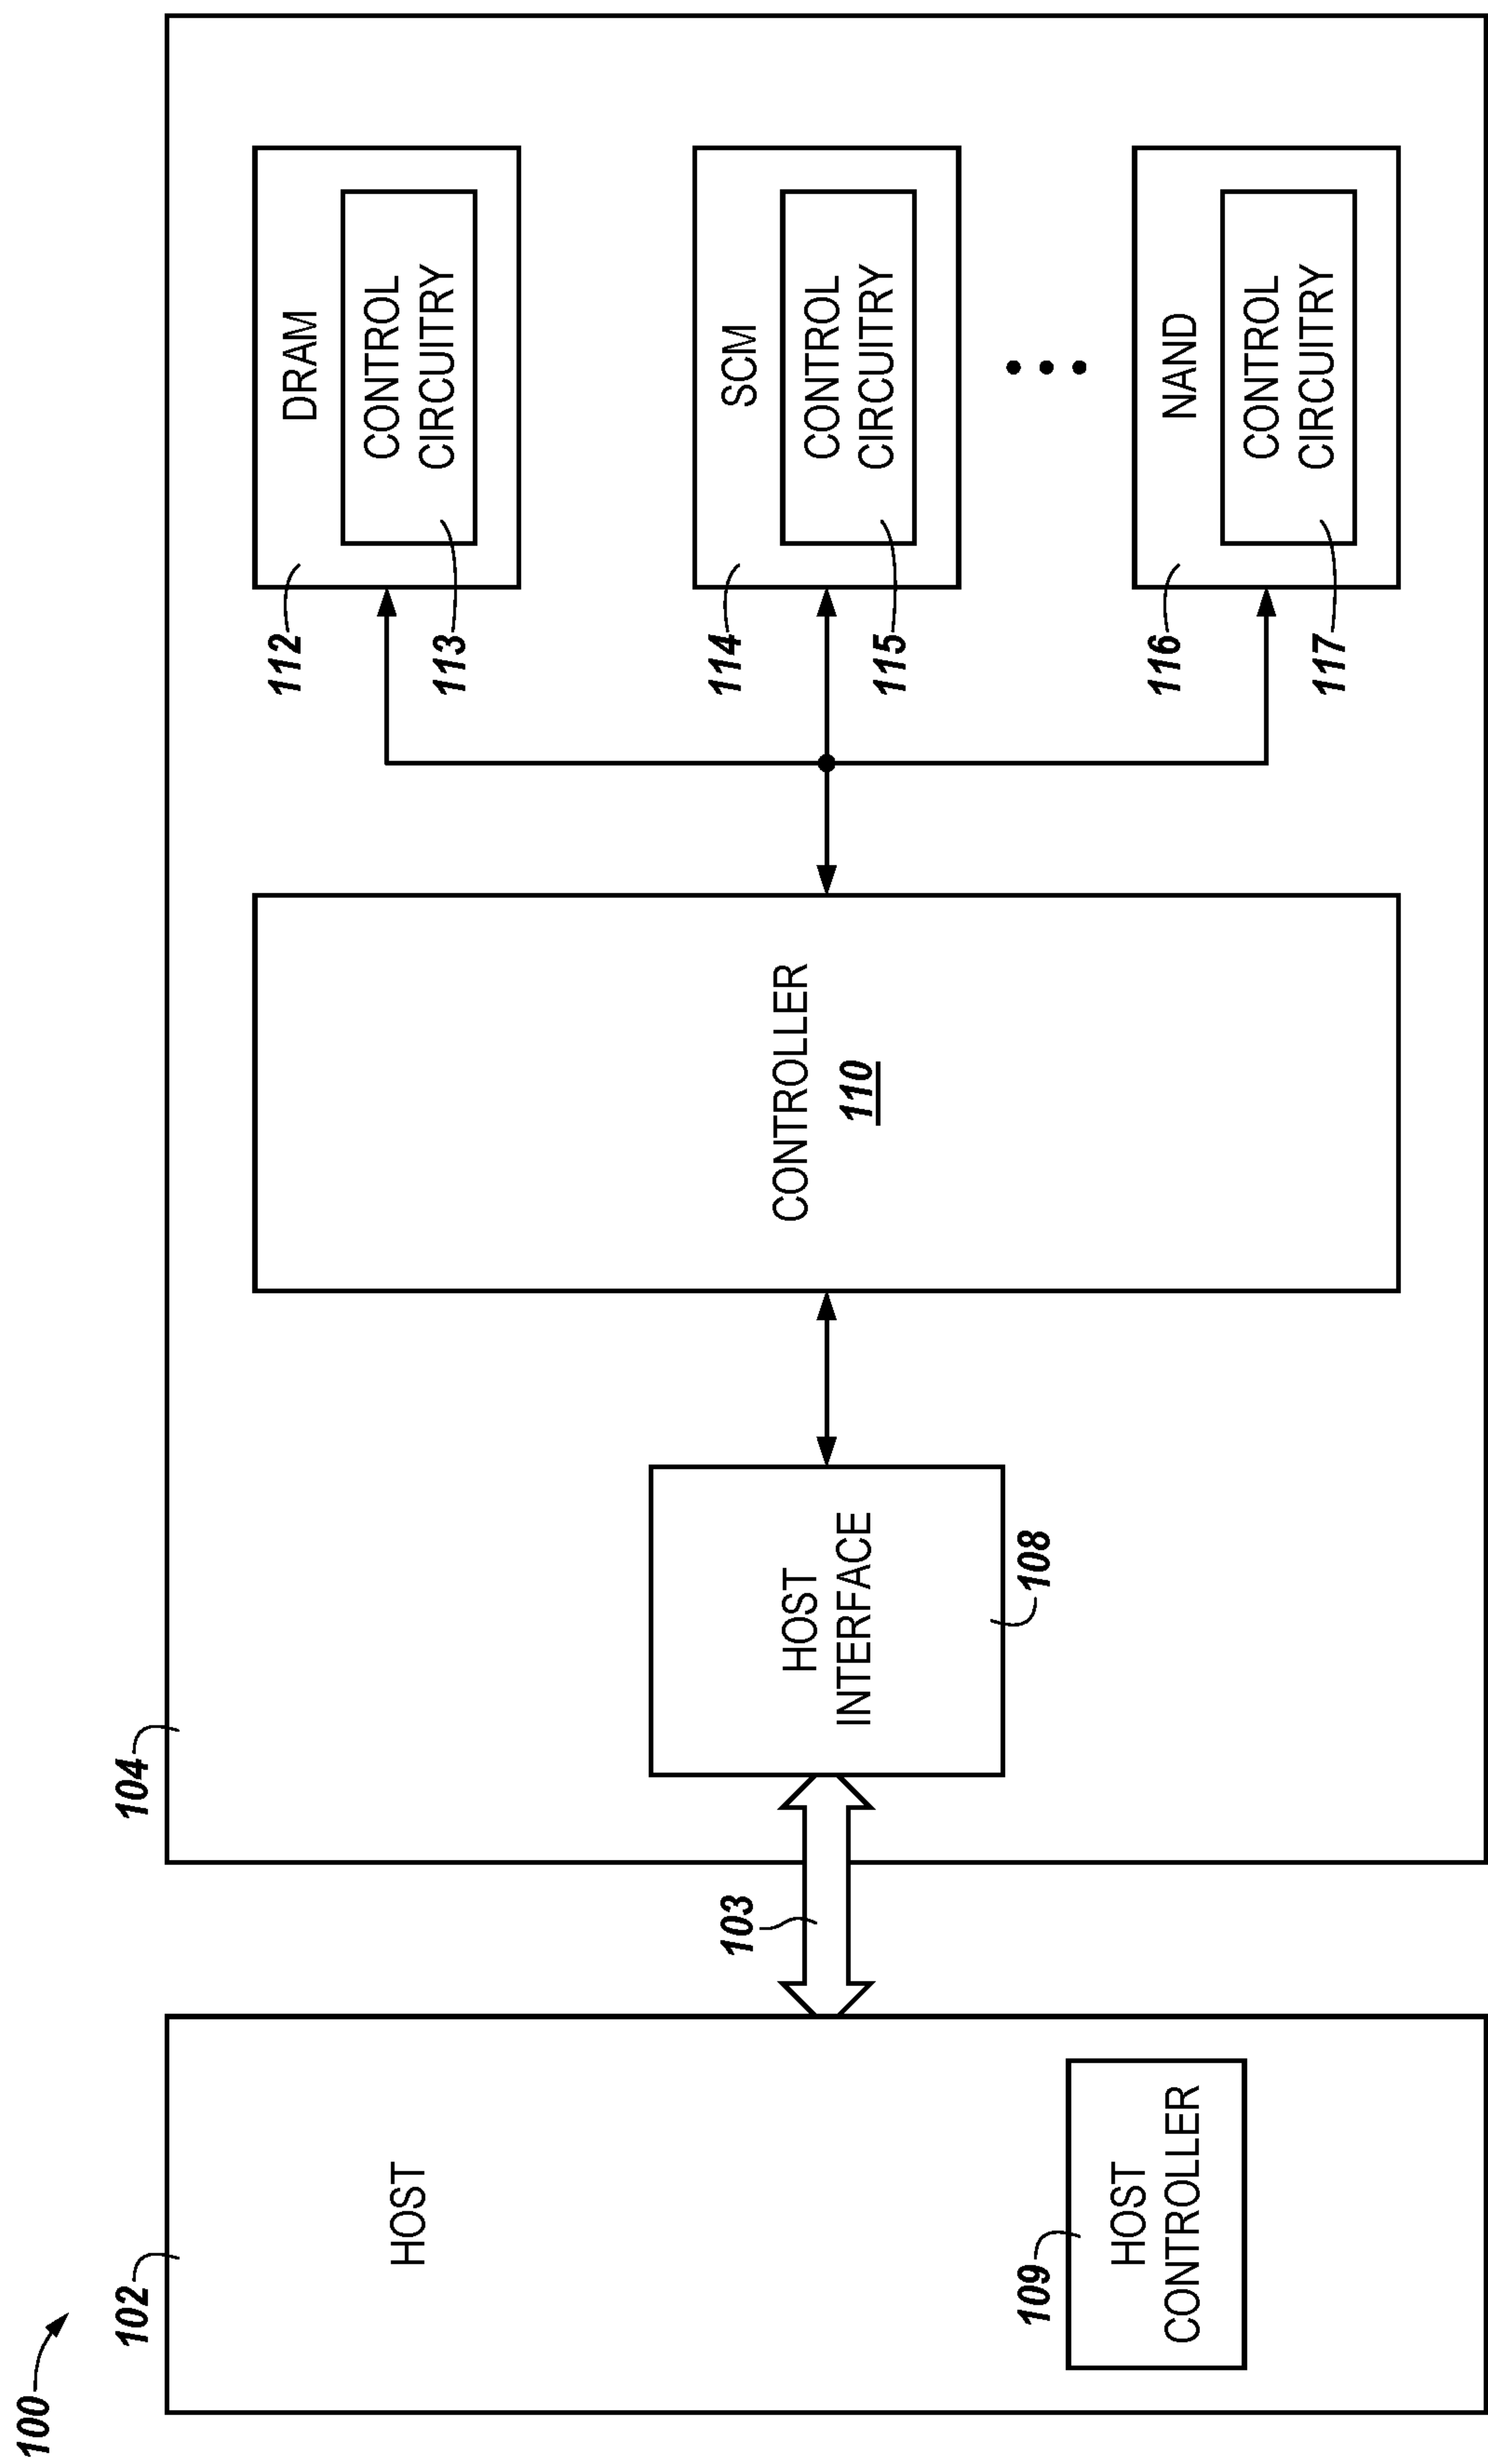 100
102
HOST
109
HOST
CONTROLLER
103
104
HOST
INTERFACE
108
CONTROLLER
110
112
DRAM
CONTROL
CIRCUITRY
113
114
SCM
CONTROL
CIRCUITRY
115
116
NAND
CONTROL
CIRCUITRY
117